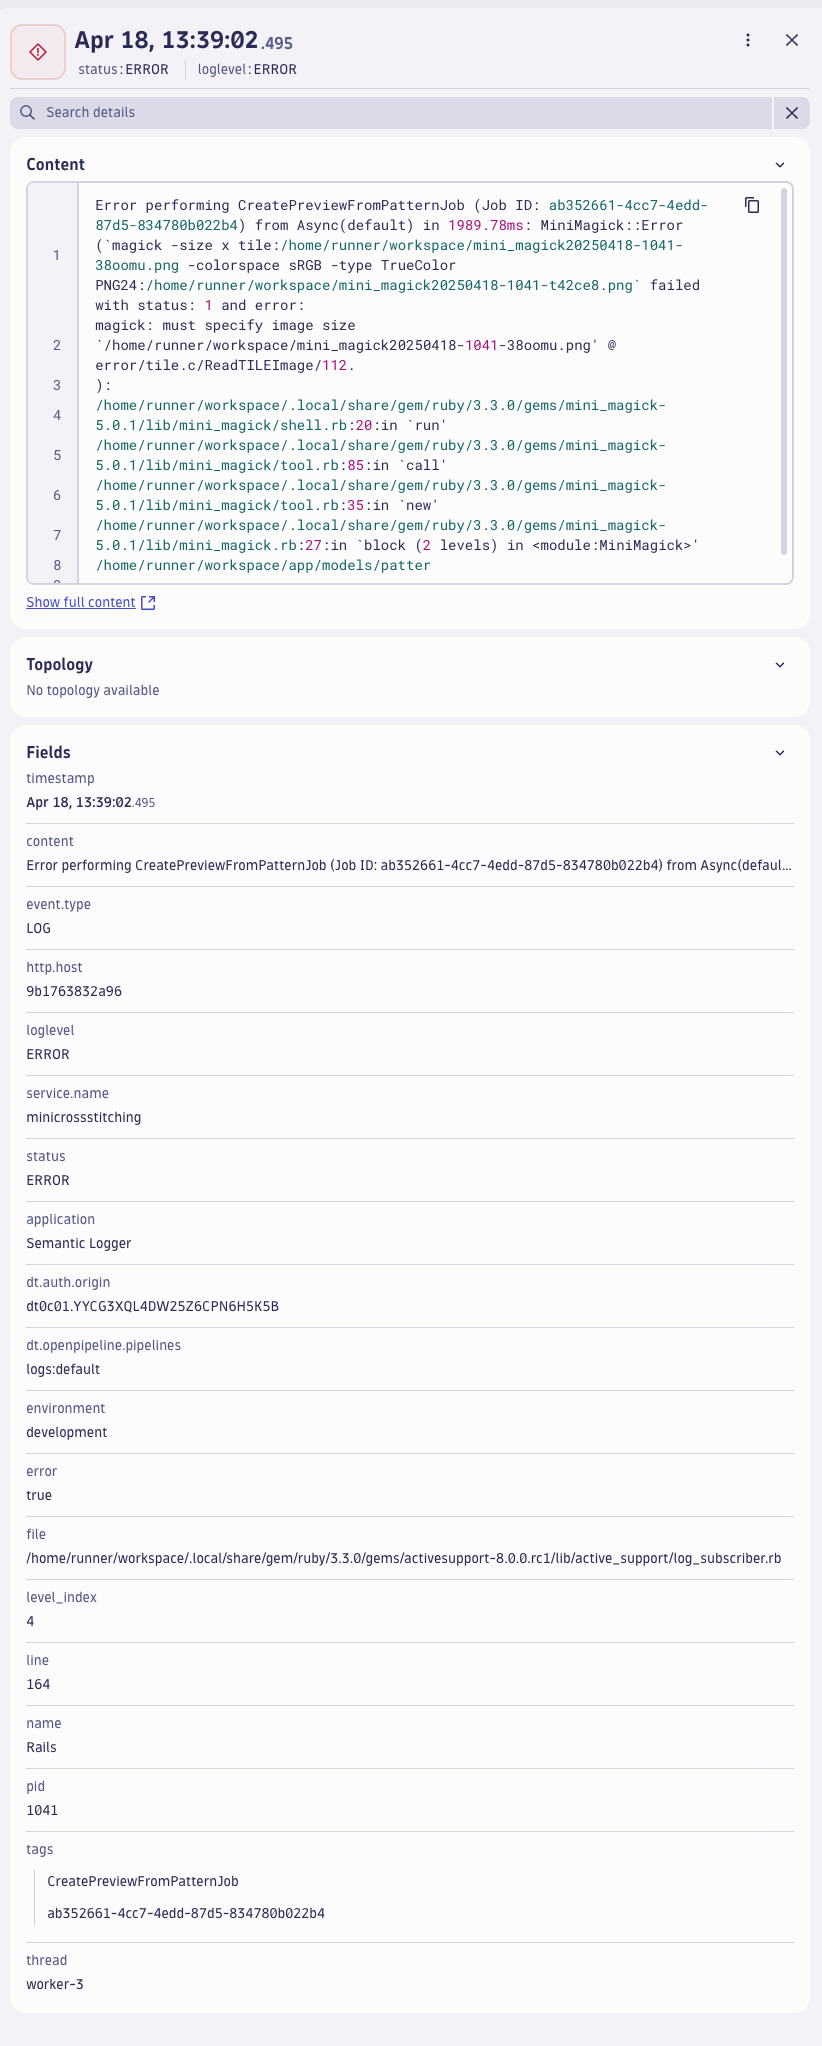 Apr 18, 13:39:02.495
status:ERROR loglevel:ERROR
Search details
Content
1
Error performing CreatePreviewFromPatternJob (Job ID: ab352661-4cc7-4edd-
87d5-834780b022b4) from Async(default) in 1989.78ms: MiniMagick::Error
(`magick -size x tile:/home/runner/workspace/mini_magick20250418-1041-
38oomu.png -colorspace sRGB -type TrueColor
PNG24:/home/runner/workspace/mini_magick20250418-1041-t42ce8.png` failed
with status: 1 and error:
2
magick: must specify image size
`/home/runner/workspace/mini_magick20250418-1041-38oomu.png' @
error/tile.c/ReadTILEImage/112.
3
):
4
/home/runner/workspace/.local/share/gem/ruby/3.3.0/gems/mini_magick-
5.0.1/lib/mini_magick/shell.rb:20:in `run'
5
/home/runner/workspace/.local/share/gem/ruby/3.3.0/gems/mini_magick-
5.0.1/lib/mini_magick/tool.rb:85:in `call'
6
/home/runner/workspace/.local/share/gem/ruby/3.3.0/gems/mini_magick-
5.0.1/lib/mini_magick/tool.rb:35:in `new'
7
/home/runner/workspace/.local/share/gem/ruby/3.3.0/gems/mini_magick-
5.0.1/lib/mini_magick.rb:27:in `block (2 levels) in <module:MiniMagick>'
8
/home/runner/workspace/app/models/patter
Show full content
Topology
No topology available
Fields
timestamp
Apr 18, 13:39:02.495
content
Error performing CreatePreviewFromPatternJob (Job ID: ab352661-4cc7-4edd-87d5-834780b022b4) from Async(defaul...
event.type
LOG
http.host
9b1763832a96
loglevel
ERROR
service.name
minicrossstitching
status
ERROR
application
Semantic Logger
dt.auth.origin
dt0c01.YYCG3XQL4DW25Z6CPN6H5K5B
dt.openpipeline.pipelines
logs:default
environment
development
error
true
file
/home/runner/workspace/.local/share/gem/ruby/3.3.0/gems/activesupport-8.0.0.rc1/lib/active_support/log_subscriber.rb
level_index
4
line
164
name
Rails
pid
1041
tags
CreatePreviewFromPatternJob
ab352661-4cc7-4edd-87d5-834780b022b4
thread
worker-3